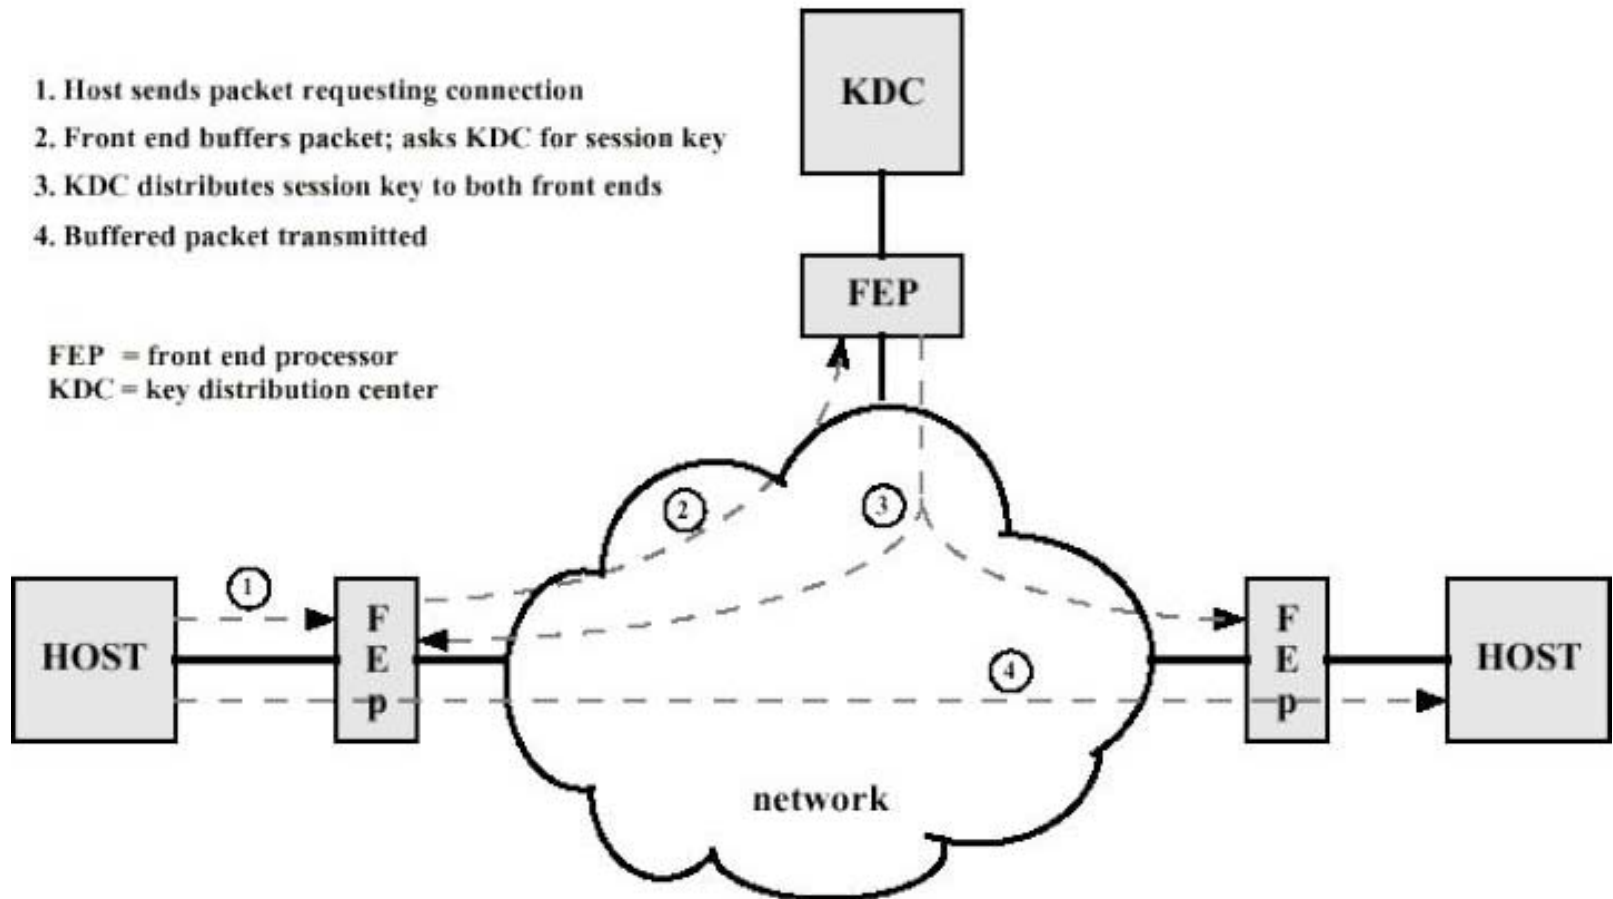 1. Host sends packet requesting connection
2. Front end buffers packet; asks KDC for session key
3. KDC distributes session key to both front ends
4. Buffered packet transmitted
FEP = front end processor
KDC = key distribution center
KDC
FEP
2
3
1
HOST
F
E
p
4
F
E
p
HOST
network